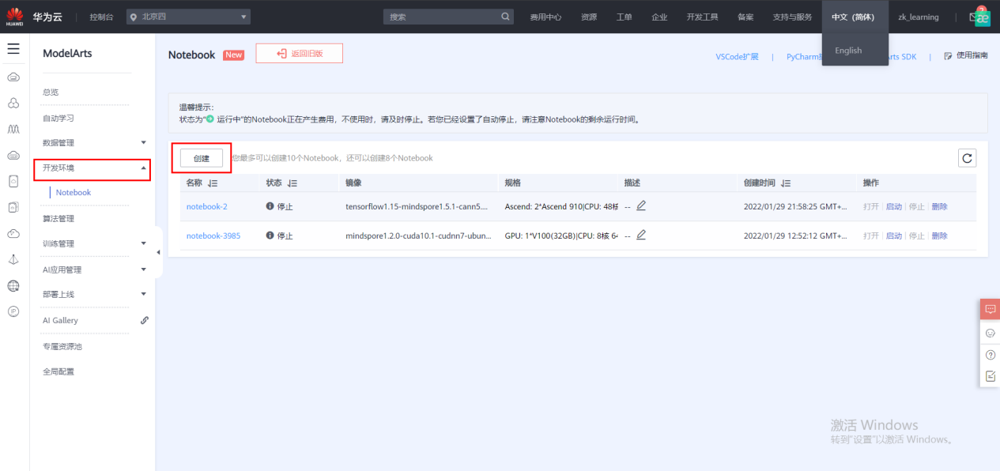 HUAWEI
华为云
控制台
北京四
搜索
费用中心
资源
工单
企业
开发工具
备案
支持与服务
中文（简体）
zk_learning
2
English
ModelArts
总览
自动学习
数据管理
开发环境
Notebook
算法管理
训练管理
AI应用管理
部署上线
AI Gallery
专属资源池
全局配置
Notebook New 返回旧版
VSCode扩展 | PyCharm rts SDK | 使用指南
温馨提示:
状态为“ 运行中”的Notebook正在产生费用，不使用时，请及时停止。若您已经设置了自动停止，请注意Notebook的剩余运行时间。
创建 您最多可以创建10个Notebook，还可以创建8个Notebook
名称 状态 镜像 规格 描述 创建时间 操作
notebook-2 停止 tensorflow1.15-mindspore1.5.1-cann5.... Ascend: 2*Ascend 910|CPU: 48核 -- 2022/01/29 21:58:25 GMT+... 打开 | 启动 | 停止 | 删除
notebook-3985 停止 mindspore1.2.0-cuda10.1-cudnn7-ubun... GPU: 1*V100(32GB)|CPU: 8核 6 -- 2022/01/29 12:52:12 GMT+... 打开 | 启动 | 停止 | 删除
激活 Windows
转到"设置"以激活 Windows。